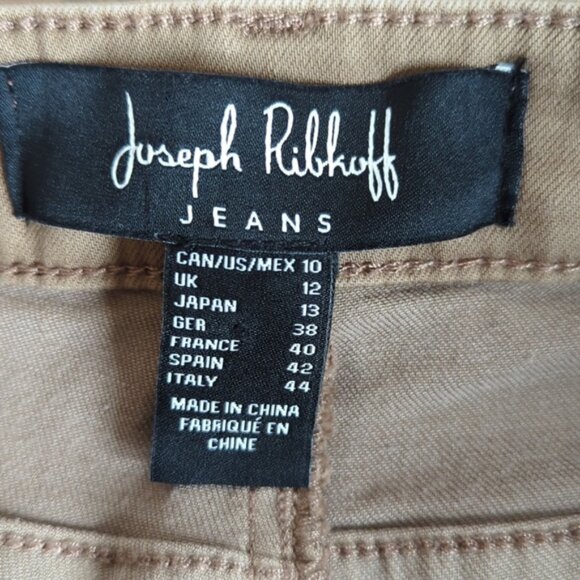 Joseph Ribkoff
JEANS
CAN/US/MEX 10
UK 12
JAPAN 13
GER 38
FRANCE 40
SPAIN 42
ITALY 44
MADE IN CHINA
FABRIQUÉ EN
CHINE